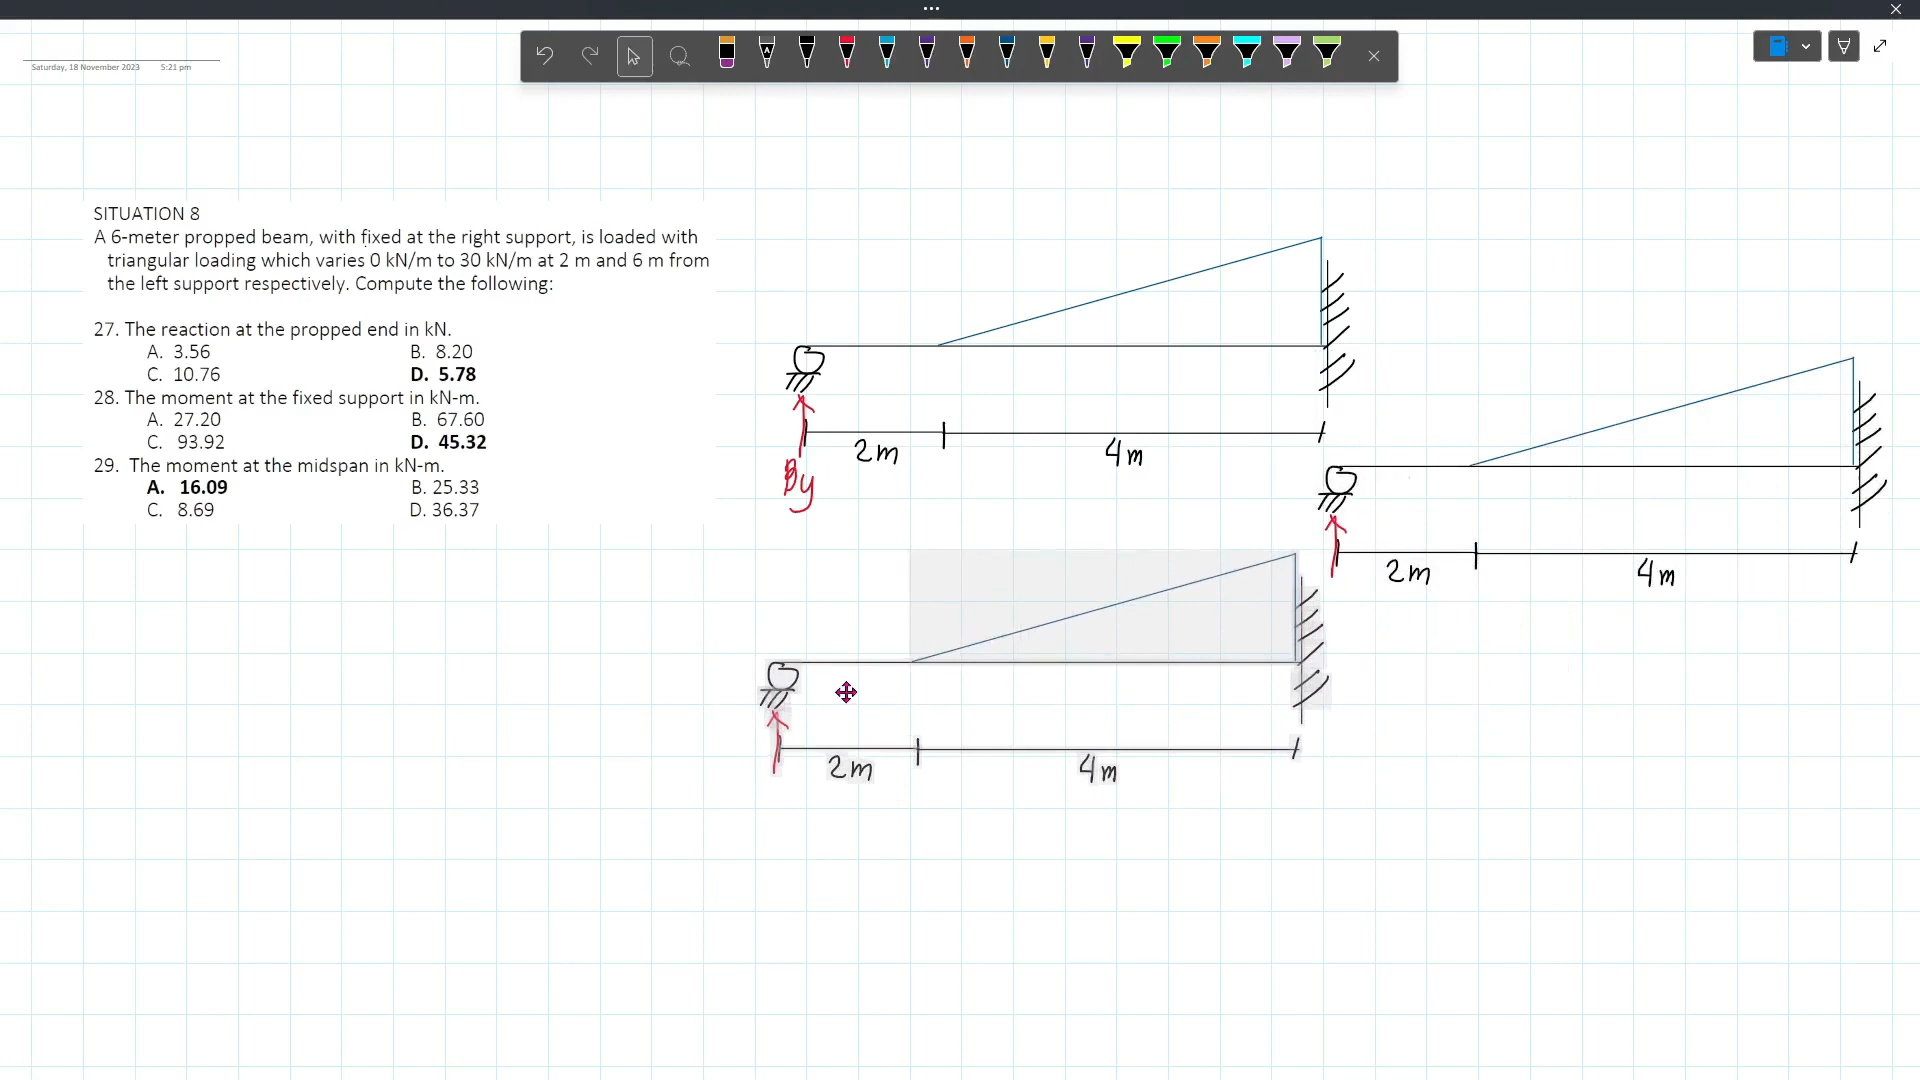 Saturday, 18 November 2023 5:21 pm
SITUATION 8
A 6-meter propped beam, with fixed at the right support, is loaded with
triangular loading which varies 0 kN/m to 30 kN/m at 2 m and 6 m from
the left support respectively. Compute the following:
27. The reaction at the propped end in kN.
A. 3.56 B. 8.20
C. 10.76 D. 5.78
28. The moment at the fixed support in kN-m.
A. 27.20 B. 67.60
C. 93.92 D. 45.32
29. The moment at the midspan in kN-m.
A. 16.09 B. 25.33
C. 8.69 D. 36.37
2m 4m
By
2m 4m
2m 4m